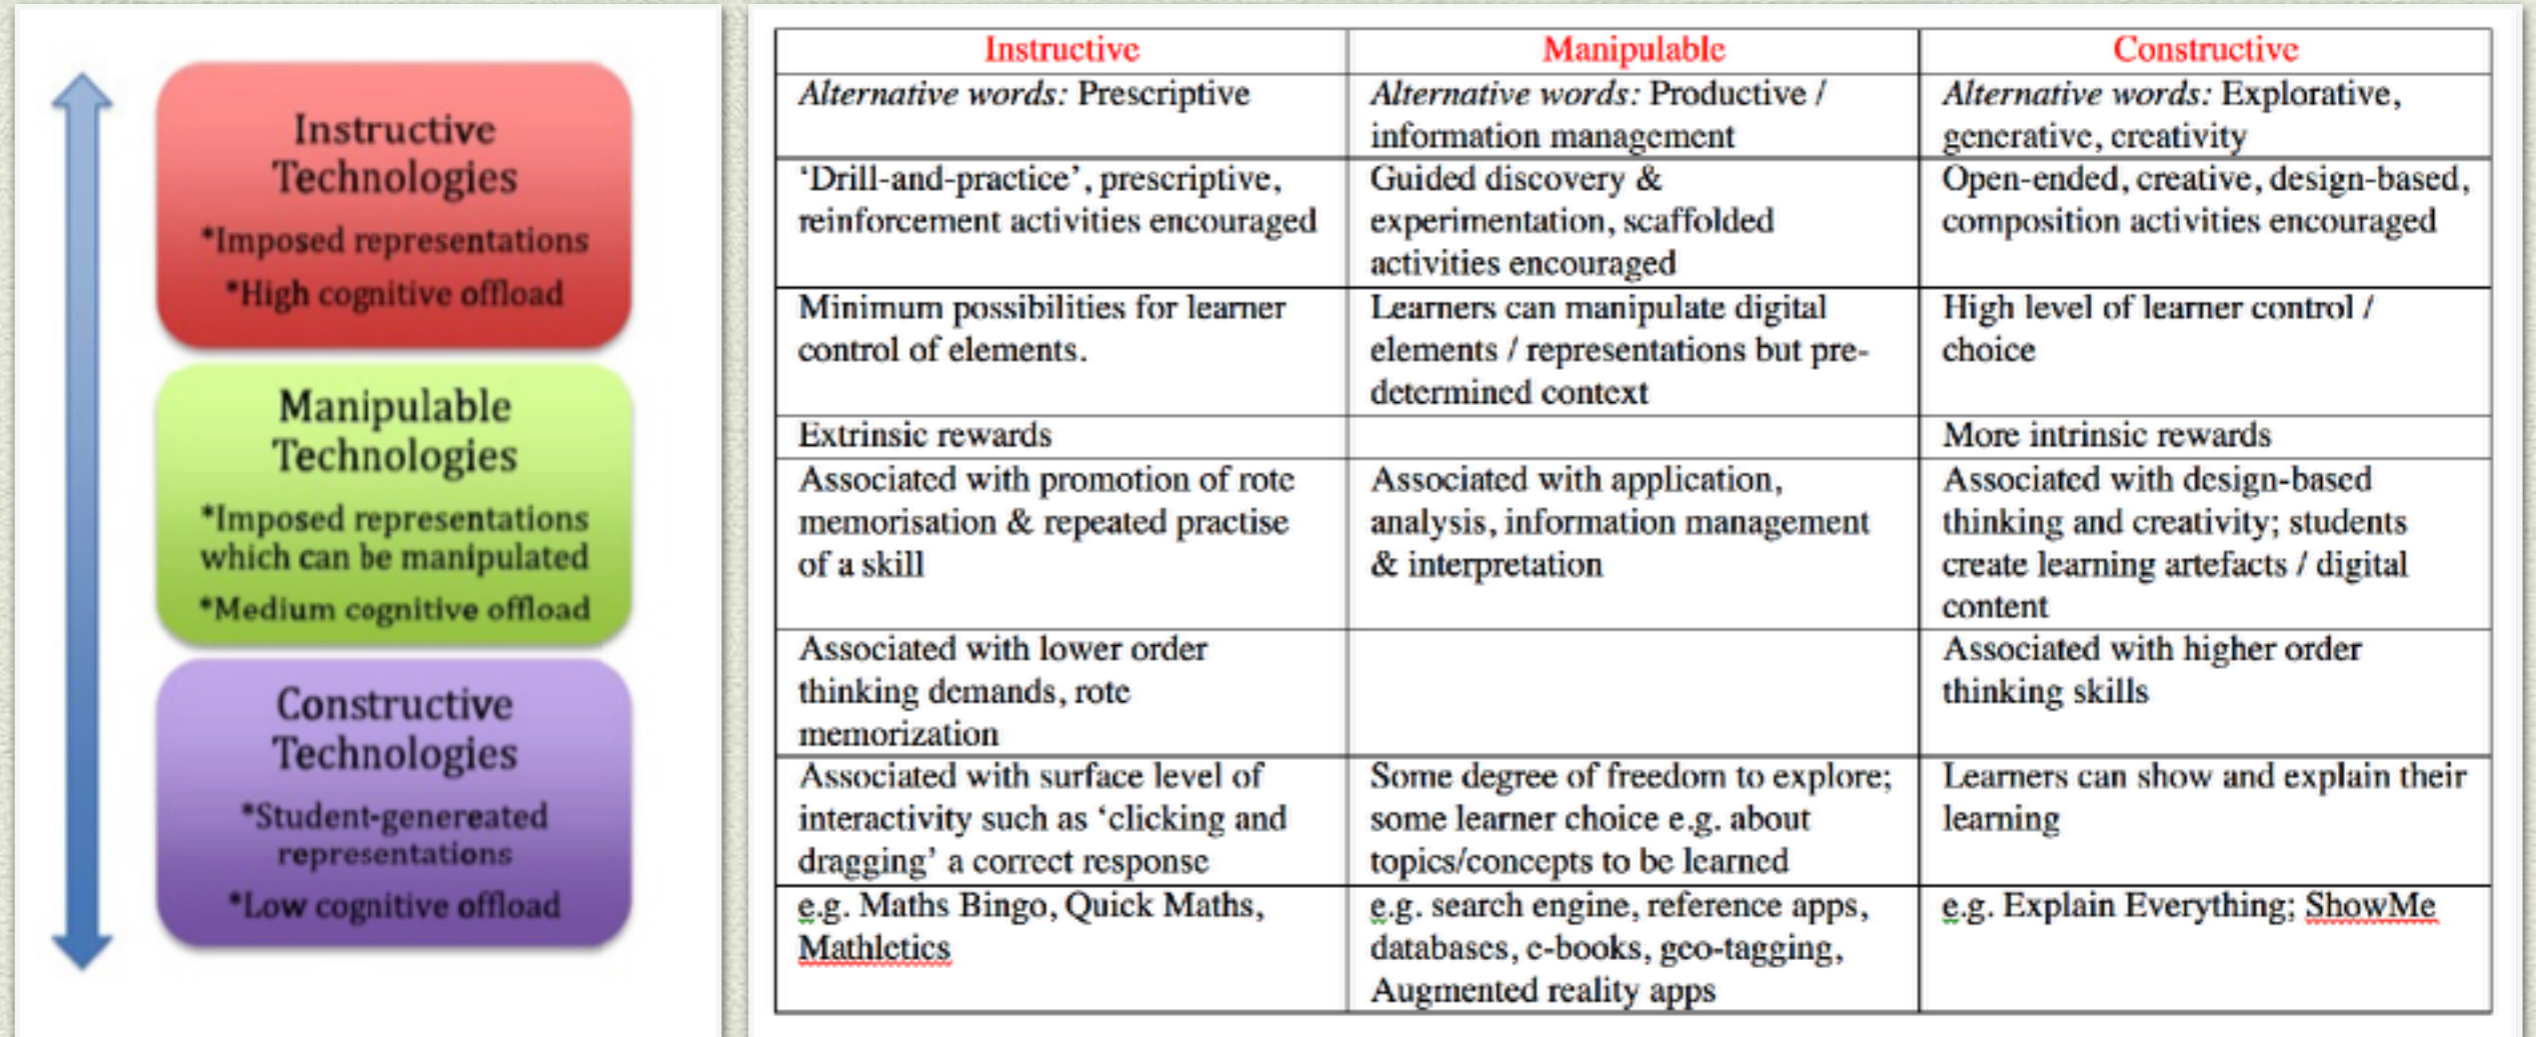 Instructive
Technologies
*Imposed representations
*High cognitive offload
Manipulable
Technologies
*Imposed representations
which can be manipulated
*Medium cognitive offload
Constructive
Technologies
*Student-genereated
representations
*Low cognitive offload
Instructive
Manipulable
Constructive
Alternative words: Prescriptive
Alternative words: Productive /
information management
Alternative words: Explorative,
generative, creativity
‘Drill-and-practice’, prescriptive,
reinforcement activities encouraged
Guided discovery &
experimentation, scaffolded
activities encouraged
Open-ended, creative, design-based,
composition activities encouraged
Minimum possibilities for learner
control of elements.
Learners can manipulate digital
elements / representations but pre-
determined context
High level of learner control /
choice
Extrinsic rewards
More intrinsic rewards
Associated with promotion of rote
memorisation & repeated practise
of a skill
Associated with application,
analysis, information management
& interpretation
Associated with design-based
thinking and creativity; students
create learning artefacts / digital
content
Associated with lower order
thinking demands, rote
memorization
Associated with higher order
thinking skills
Associated with surface level of
interactivity such as ‘clicking and
dragging’ a correct response
Some degree of freedom to explore;
some learner choice e.g. about
topics/concepts to be learned
Learners can show and explain their
learning
e.g. Maths Bingo, Quick Maths,
Mathletics
e.g. search engine, reference apps,
databases, e-books, geo-tagging,
Augmented reality apps
e.g. Explain Everything; ShowMe